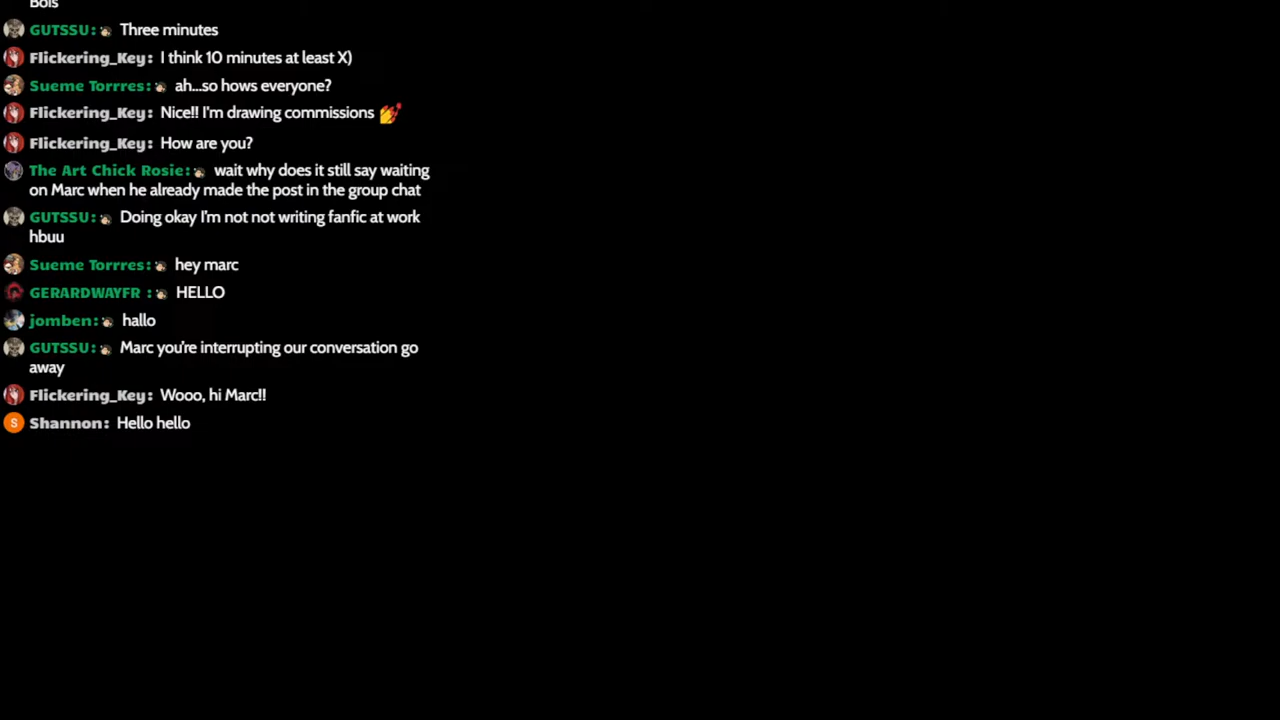 Bois
GUTSSU: Three minutes
Flickering_Key: I think 10 minutes at least X)
Sueme Torrres: ah...so hows everyone?
Flickering_Key: Nice!! I'm drawing commissions
Flickering_Key: How are you?
The Art Chick Rosie: wait why does it still say waiting
on Marc when he already made the post in the group chat
GUTSSU: Doing okay I'm not not writing fanfic at work
hbuu
Sueme Torrres: hey marc
GERARDWAYFR : HELLO
jomben: hallo
GUTSSU: Marc you're interrupting our conversation go
away
Flickering_Key: Wooo, hi Marc!!
S Shannon: Hello hello